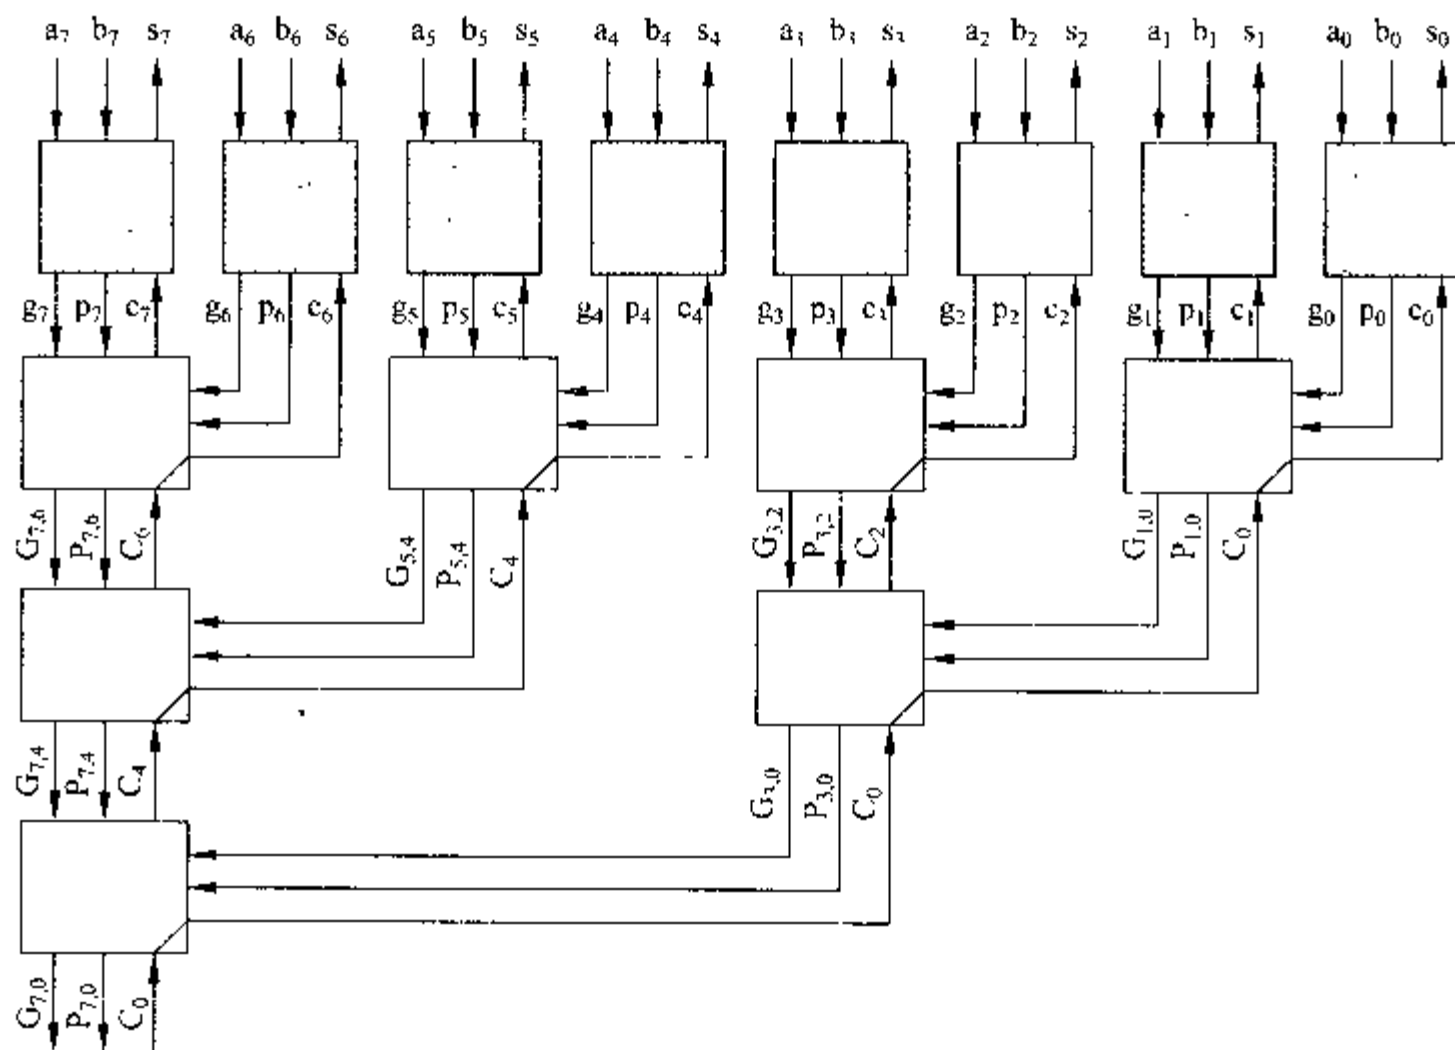 a₇ b₇ s₇ a₆ b₆ s₆ a₅ b₅ s₅ a₄ b₄ s₄ a₃ b₃ s₃ a₂ b₂ s₂ a₁ b₁ s₁ a₀ b₀ s₀
g₇ p₇ c₇ g₆ p₆ c₆ g₅ p₅ c₅ g₄ p₄ c₄ g₃ p₃ c₃ g₂ p₂ c₂ g₁ p₁ c₁ g₀ p₀ c₀
G₇,₆ P₇,₆ C₆ G₅,₄ P₅,₄ C₄ G₃,₂ P₃,₂ C₂ G₁,₀ P₁,₀ C₀
G₇,₄ P₇,₄ C₄ G₃,₀ P₃,₀ C₀
G₇,₀ P₇,₀ C₀